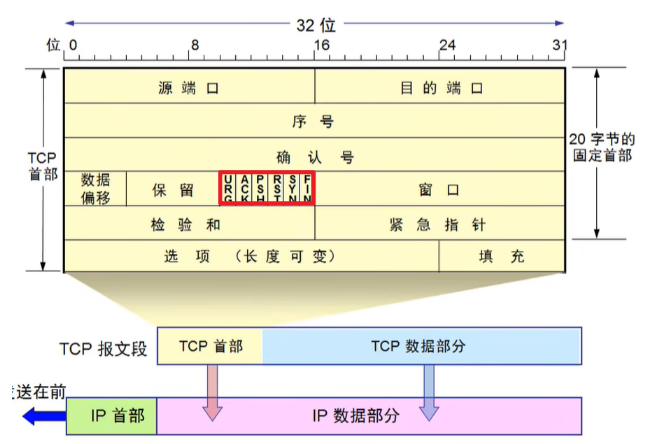 32 位
位 0 8 16 24 31
源 端 口 目 的 端 口
序 号
TCP
首部
20 字节的
固定首部
确 认 号
数据
偏移
保 留
URG ACK PSH RST SYN FIN
窗 口
检 验 和 紧 急 指 针
选 项 (长 度 可 变) 填 充
TCP 报文段 TCP 首部 TCP 数据部分
送在前
IP 首部 IP 数据部分